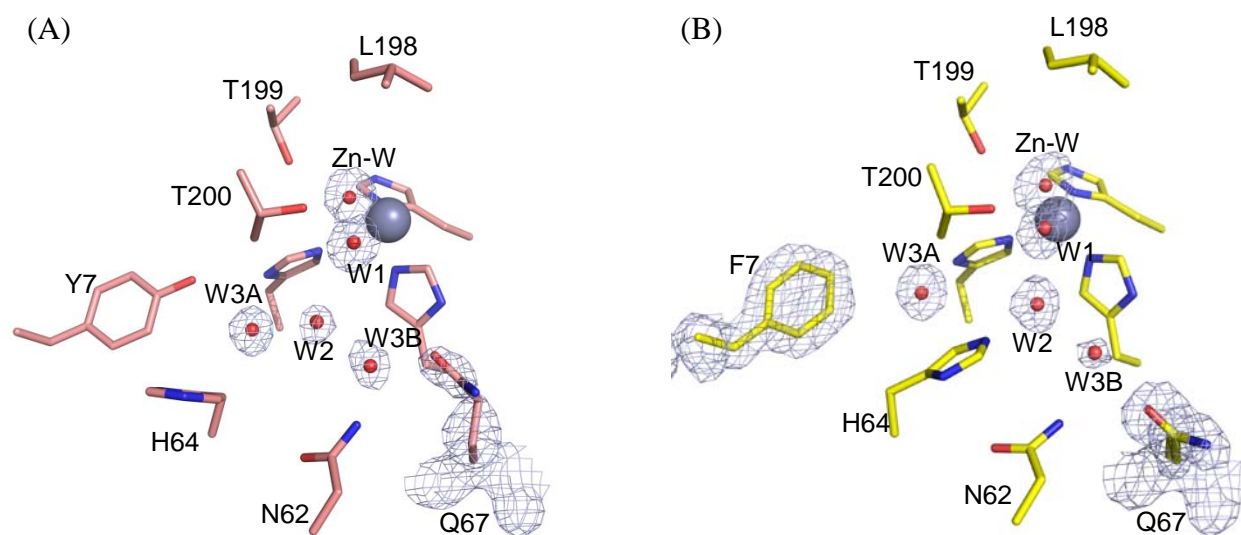 (A)
L198
T199
Zn-W
T200
W1
Y7
W3A
W2
W3B
H64
N62
Q67
(B)
L198
T199
Zn-W
T200
W3A
W1
F7
W2
W3B
H64
N62
Q67